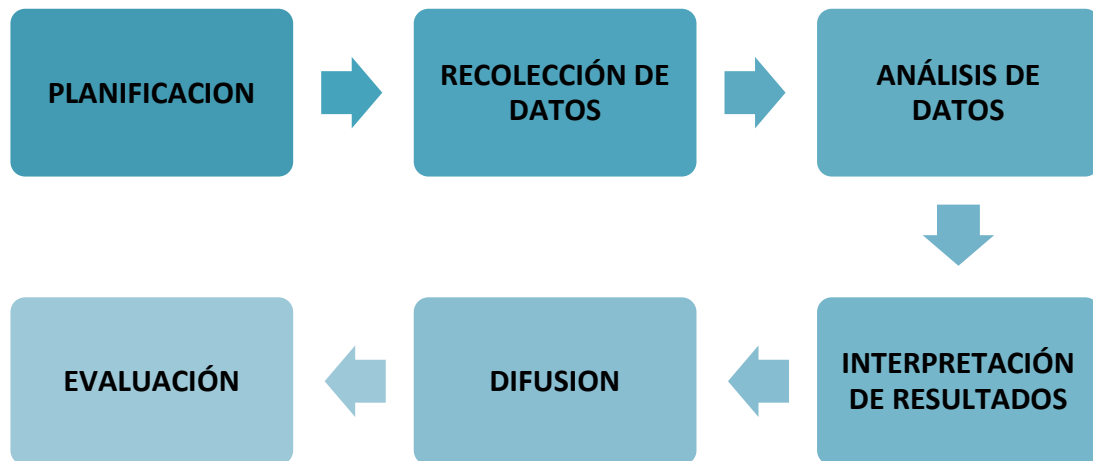 PLANIFICACION
RECOLECCIÓN DE
DATOS
ANÁLISIS DE
DATOS
INTERPRETACIÓN
DE RESULTADOS
DIFUSION
EVALUACIÓN